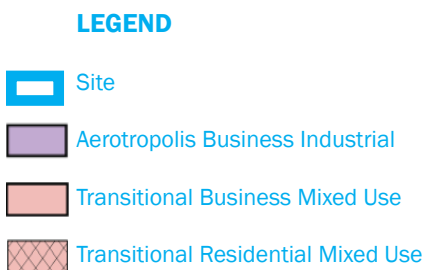 LEGEND
Site
Aerotropolis Business Industrial
Transitional Business Mixed Use
Transitional Residential Mixed Use